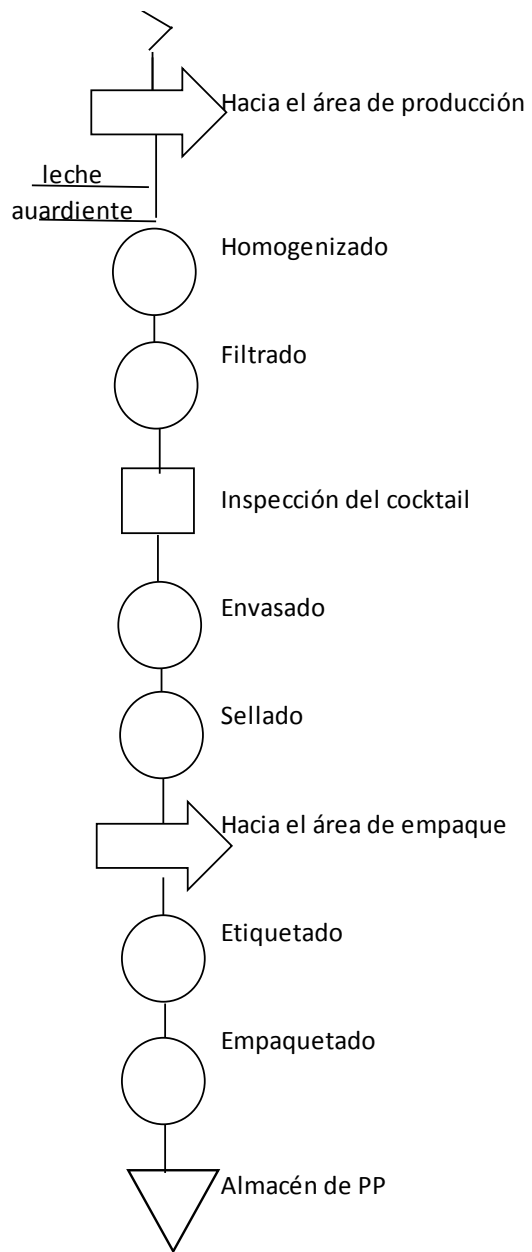 Hacia el área de producción
leche
auardiente
Homogenizado
Filtrado
Inspección del cocktail
Envasado
Sellado
Hacia el área de empaque
Etiquetado
Empaquetado
Almacén de PP